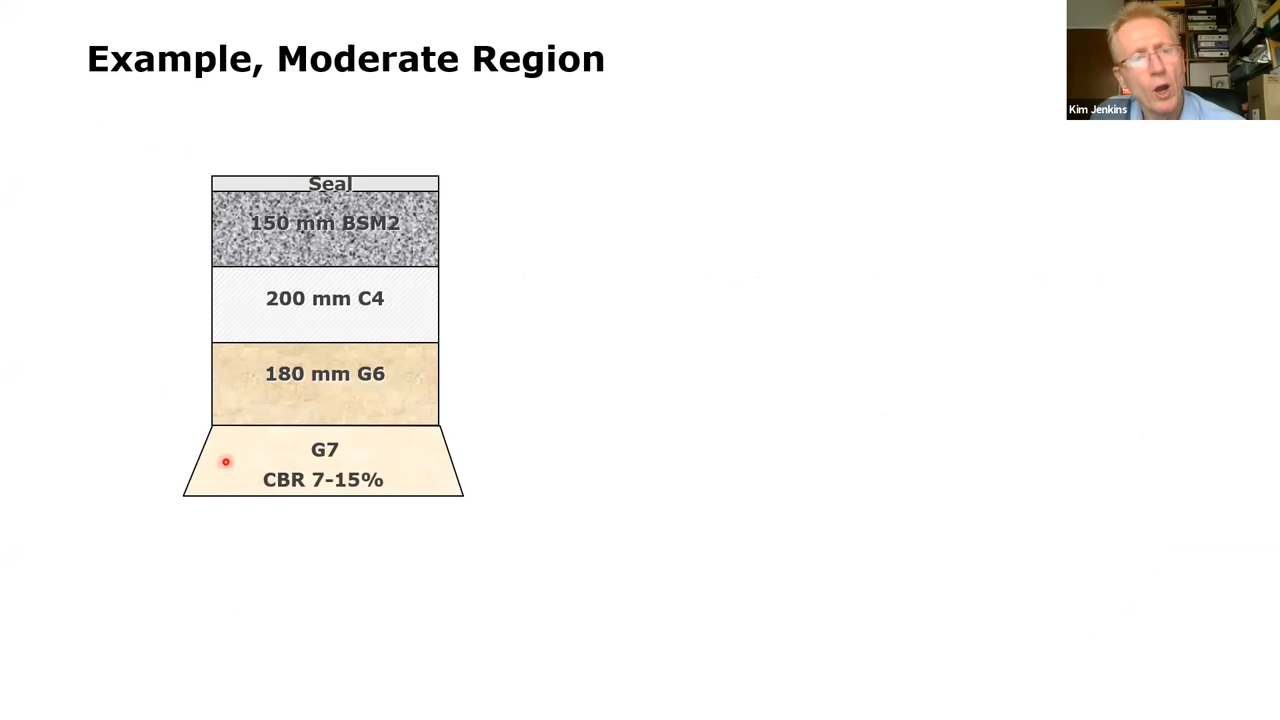 Example, Moderate Region
Kim Jenkins
Seal
150 mm BSM2
200 mm C4
180 mm G6
G7
CBR 7-15%